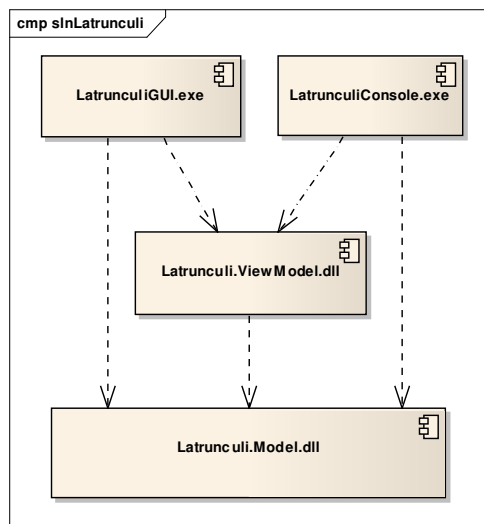 cmp slnLatrunculi
LatrunculiGUI.exe
LatrunculiConsole.exe
Latrunculi.ViewModel.dll
Latrunculi.Model.dll